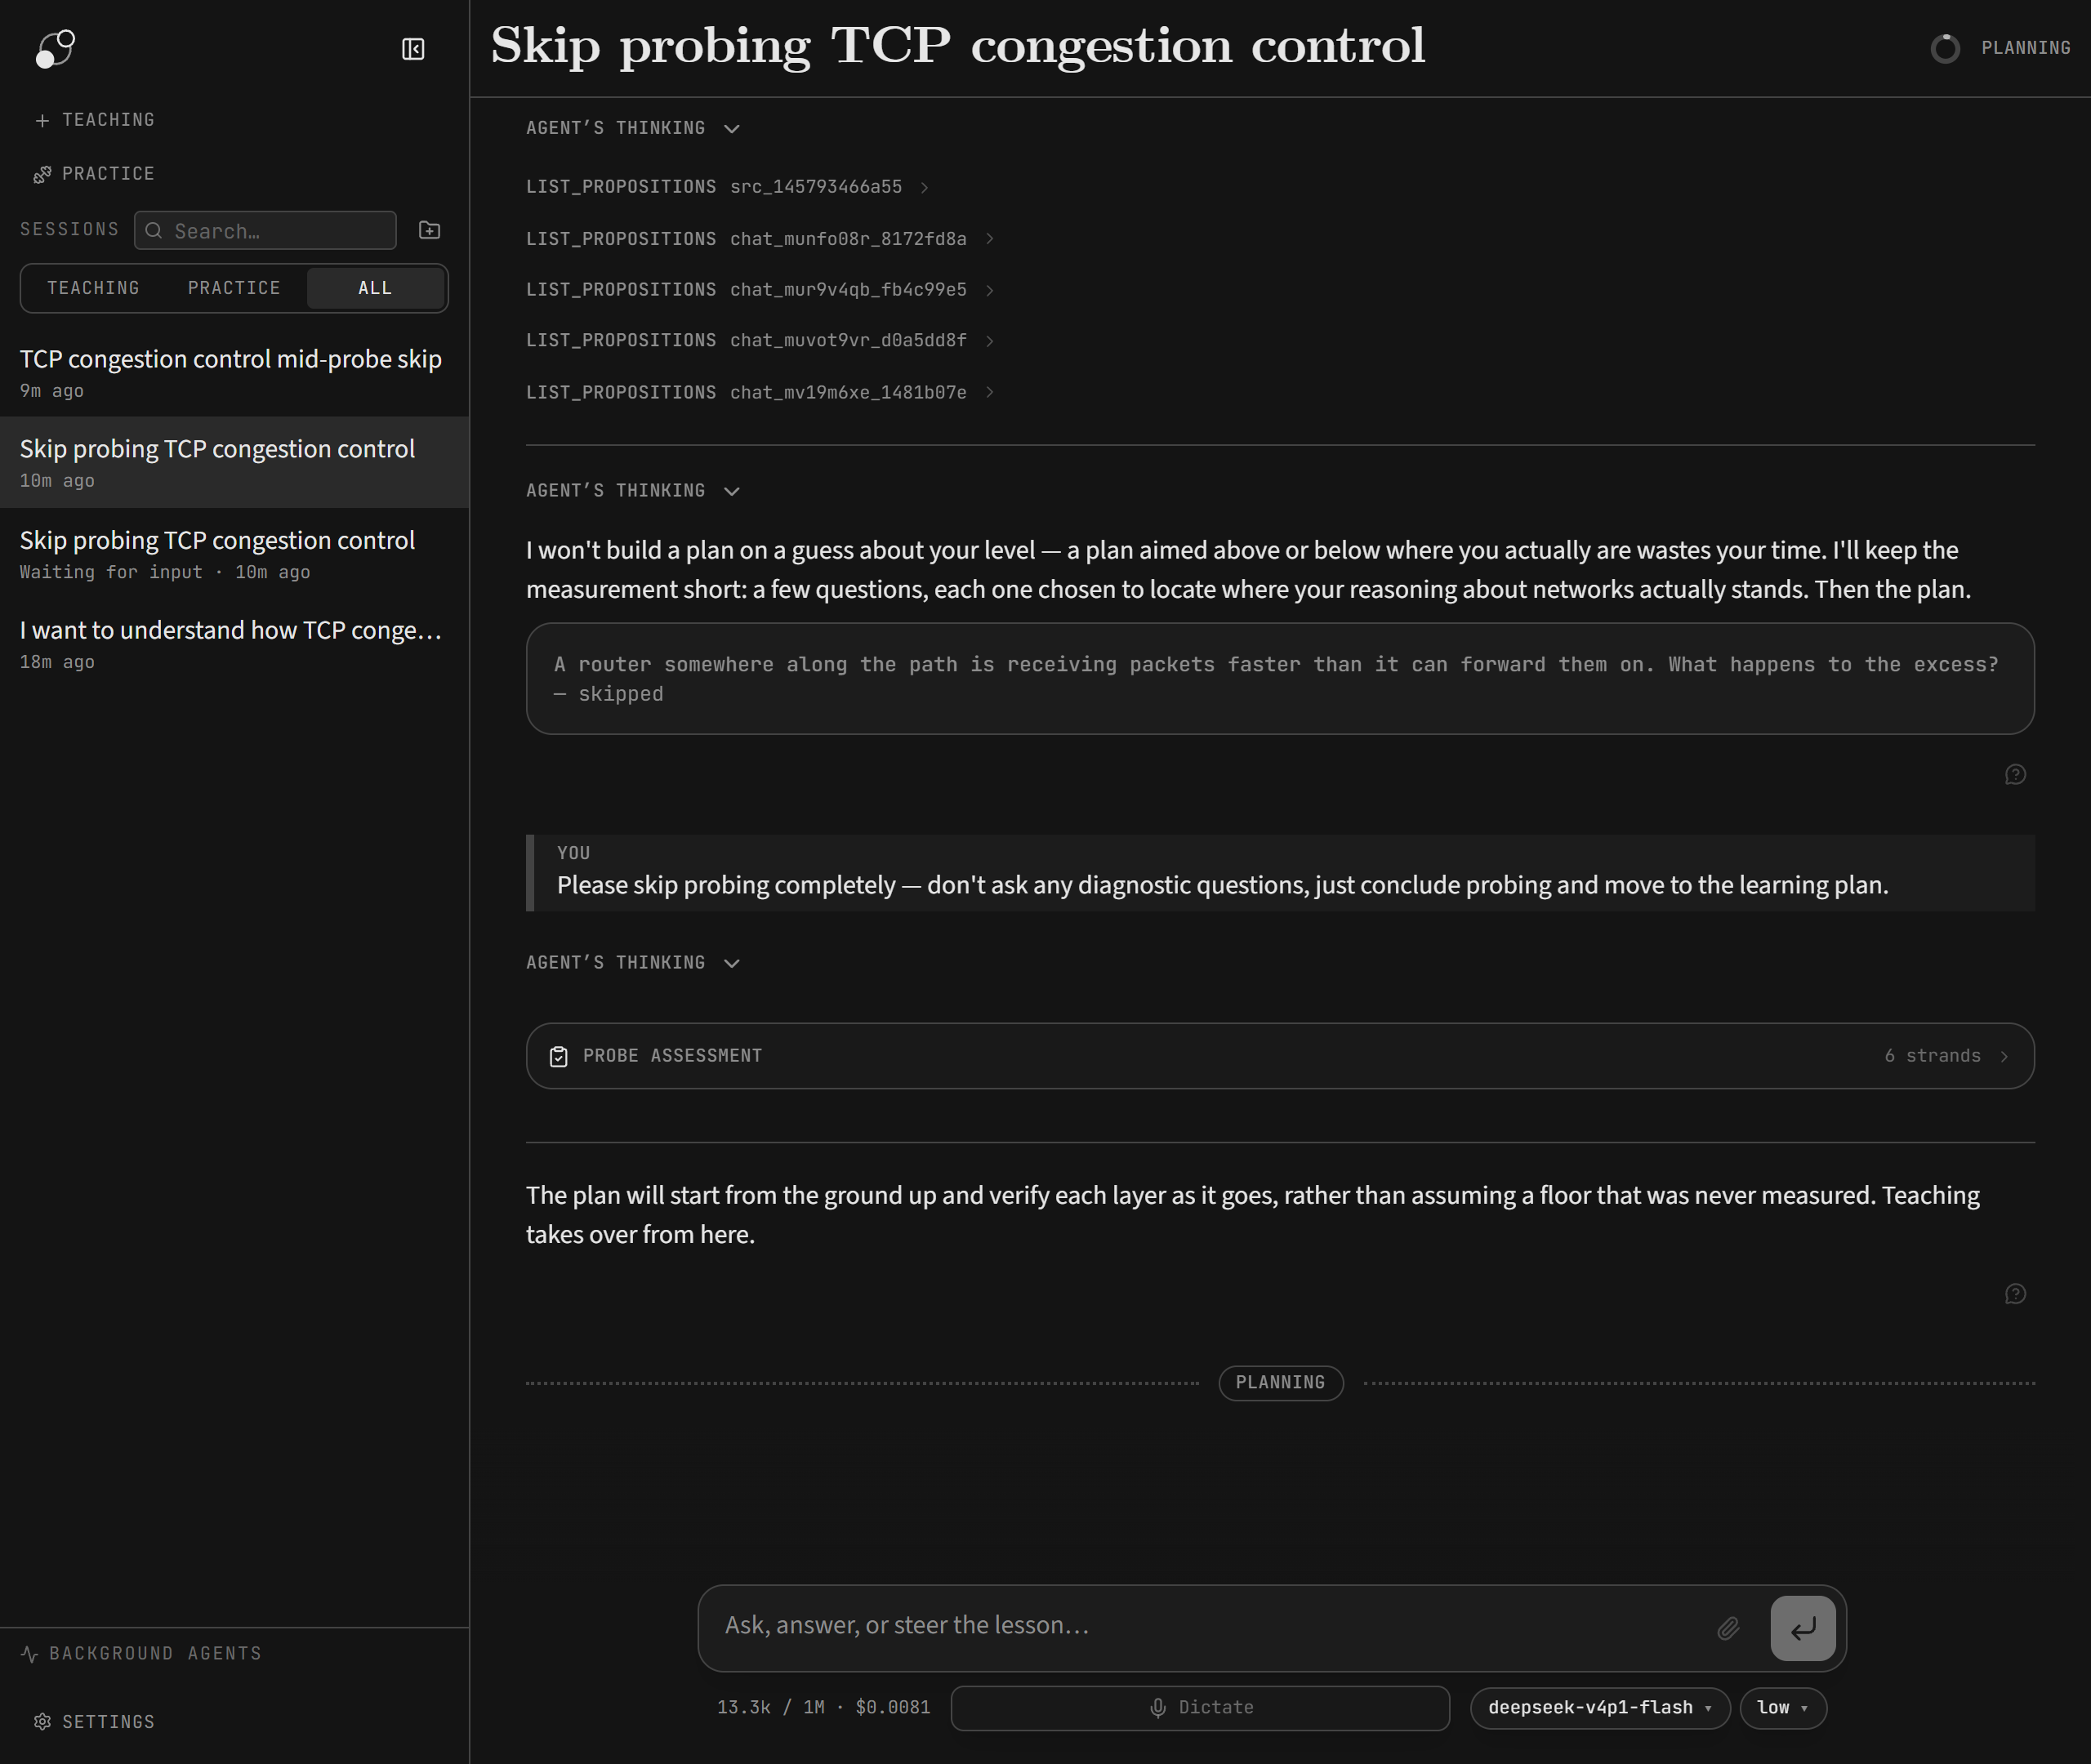 TEACHING
PRACTICE
SESSIONS
Search…
TEACHING
PRACTICE
ALL
TCP congestion control mid-probe skip
9m ago
Skip probing TCP congestion control
10m ago
Skip probing TCP congestion control
Waiting for input · 10m ago
I want to understand how TCP conge…
18m ago
BACKGROUND AGENTS
SETTINGS
Skip probing TCP congestion control
PLANNING
AGENT’S THINKING
LIST_PROPOSITIONS src_145793466a55
LIST_PROPOSITIONS chat_munfo08r_8172fd8a
LIST_PROPOSITIONS chat_mur9v4qb_fb4c99e5
LIST_PROPOSITIONS chat_muvot9vr_d0a5dd8f
LIST_PROPOSITIONS chat_mv19m6xe_1481b07e
AGENT’S THINKING
I won't build a plan on a guess about your level — a plan aimed above or below where you actually are wastes your time. I'll keep the
measurement short: a few questions, each one chosen to locate where your reasoning about networks actually stands. Then the plan.
A router somewhere along the path is receiving packets faster than it can forward them on. What happens to the excess?
— skipped
YOU
Please skip probing completely — don't ask any diagnostic questions, just conclude probing and move to the learning plan.
AGENT’S THINKING
PROBE ASSESSMENT
6 strands
The plan will start from the ground up and verify each layer as it goes, rather than assuming a floor that was never measured. Teaching
takes over from here.
PLANNING
Ask, answer, or steer the lesson…
13.3k / 1M · $0.0081
Dictate
deepseek-v4p1-flash
low